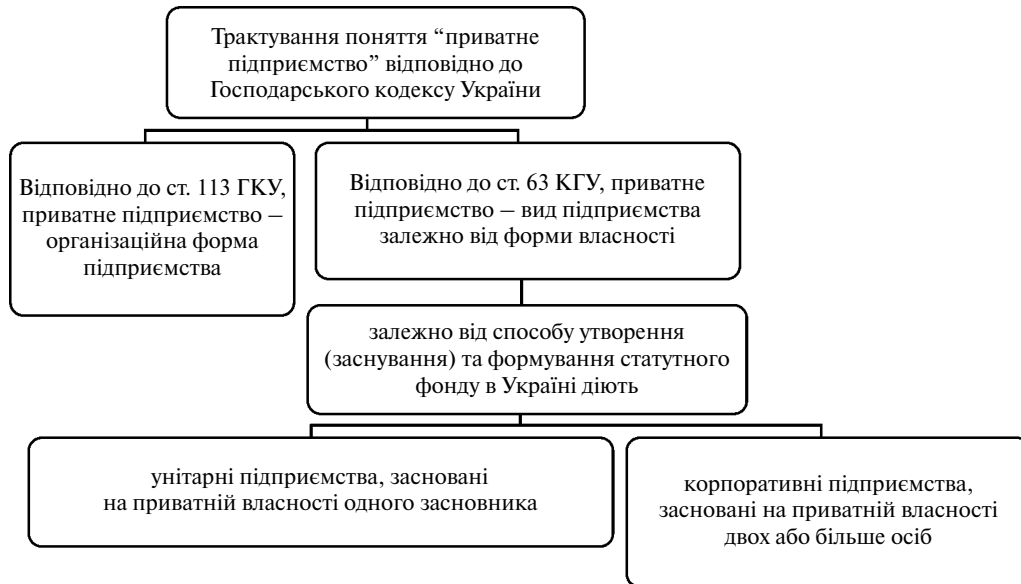 Трактування поняття “приватне
підприємство” відповідно до
Господарського кодексу України
Відповідно до ст. 113 ГКУ,
приватне підприємство –
організаційна форма
підприємства
Відповідно до ст. 63 КГУ, приватне
підприємство – вид підприємства
залежно від форми власності
залежно від способу утворення
(заснування) та формування статутного
фонду в Україні діють
унітарні підприємства, засновані
на приватній власності одного засновника
корпоративні підприємства,
засновані на приватній власності
двох або більше осіб